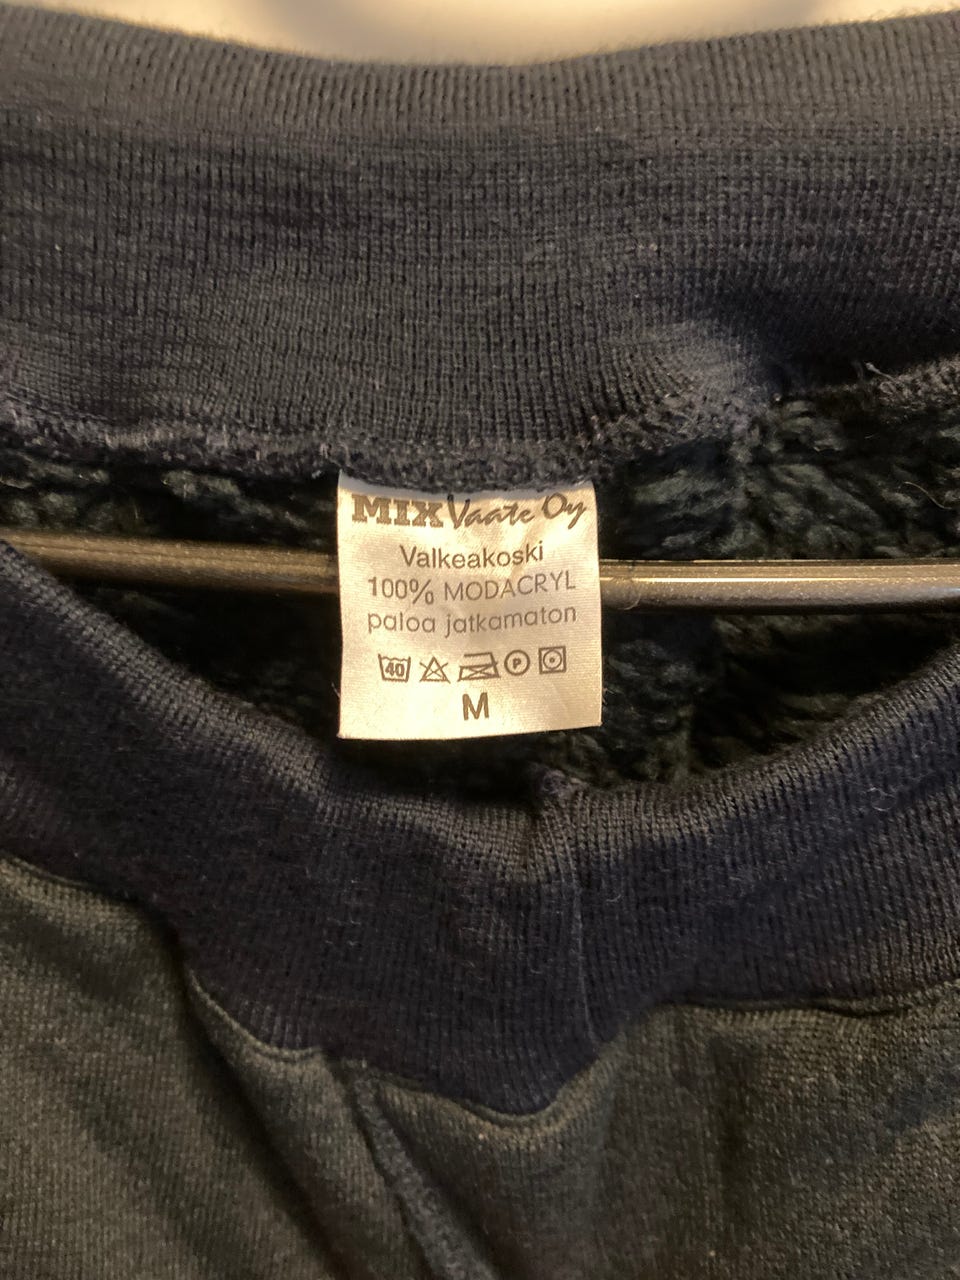 MIX Vaate Oy
Valkeakoski
100% MODACRYL
paloa jatkamaton
40 P
M